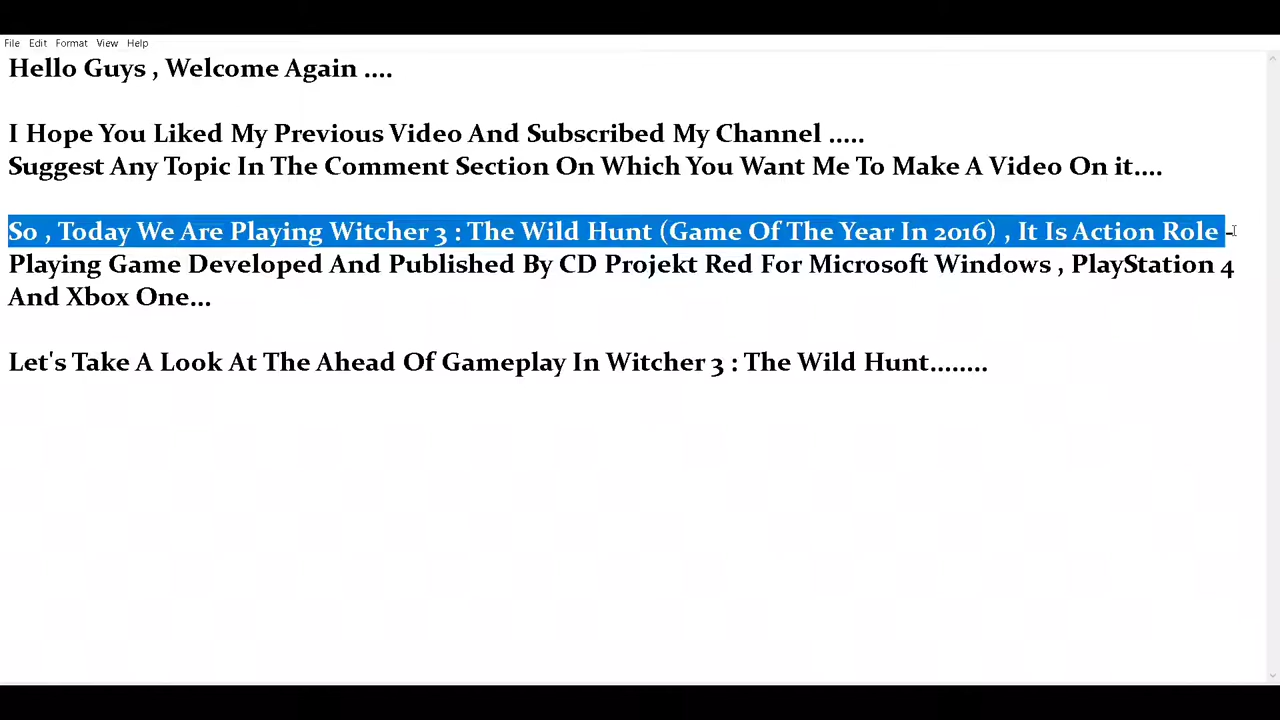 File Edit Format View Help
Hello Guys , Welcome Again ....
I Hope You Liked My Previous Video And Subscribed My Channel .....
Suggest Any Topic In The Comment Section On Which You Want Me To Make A Video On it....
So , Today We Are Playing Witcher 3 : The Wild Hunt (Game Of The Year In 2016) , It Is Action Role -
Playing Game Developed And Published By CD Projekt Red For Microsoft Windows , PlayStation 4
And Xbox One...
Let's Take A Look At The Ahead Of Gameplay In Witcher 3 : The Wild Hunt........